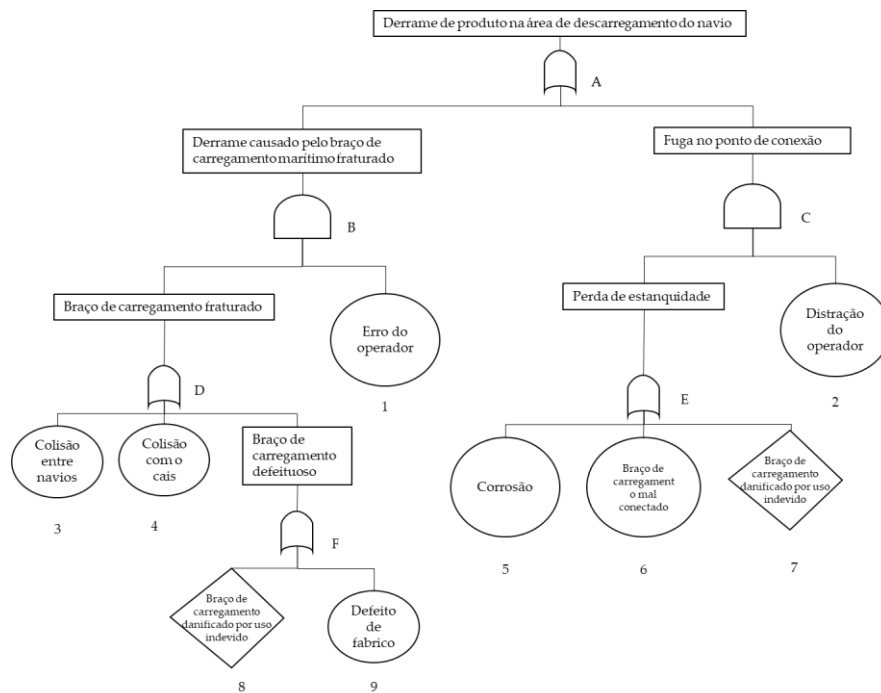 Derrame de produto na área de descarregamento do navio
A
Derrame causado pelo braço de
carregamento marítimo fraturado
Fuga no ponto de conexão
B
C
Braço de carregamento fraturado
Perda de estanquidade
Erro do
operador
Distração
do
operador
D
1
E
2
Colisão
entre
navios
Colisão
com o
cais
Braço de
carregamento
defeituoso
Corrosão
Braço de
carregament
o mal
conectado
Braço de
carregamento
danificado por uso
indevido
3
4
F
5
6
7
Braço de
carregamento
danificado por uso
indevido
Defeito
de
fabrico
8
9